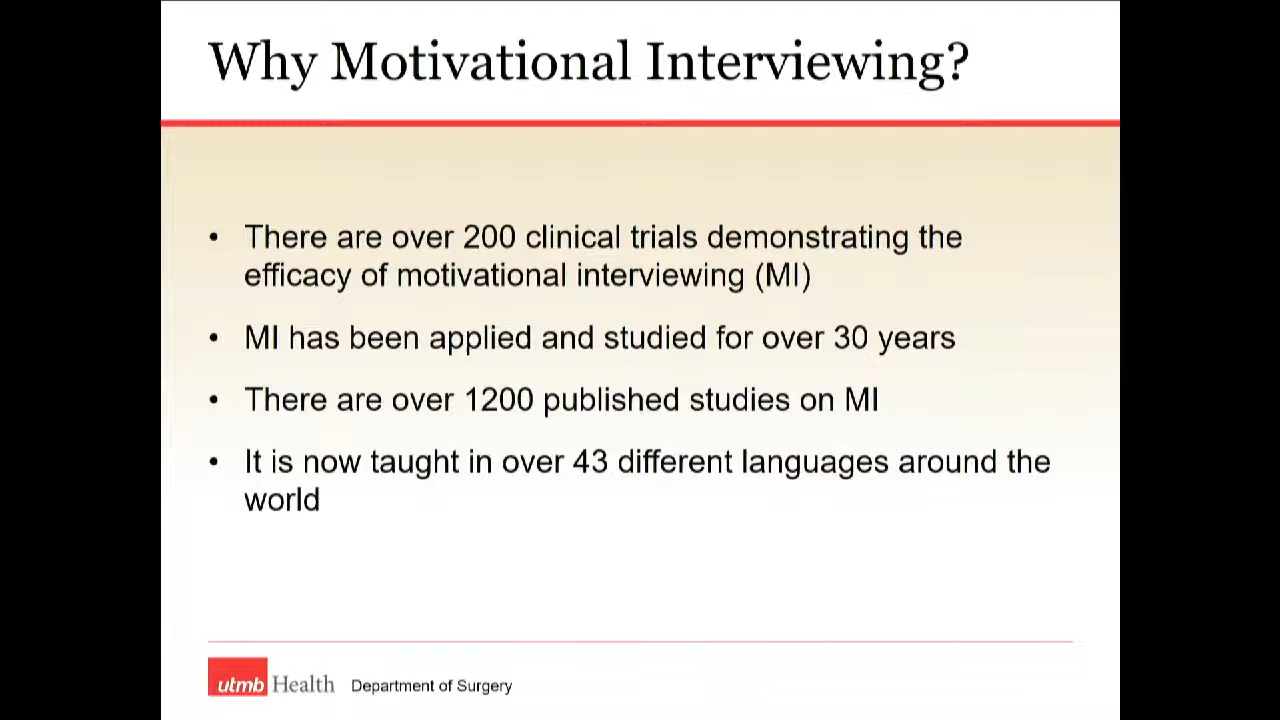 Why Motivational Interviewing?
• There are over 200 clinical trials demonstrating the
efficacy of motivational interviewing (MI)
• MI has been applied and studied for over 30 years
• There are over 1200 published studies on MI
• It is now taught in over 43 different languages around the
world
utmb Health Department of Surgery